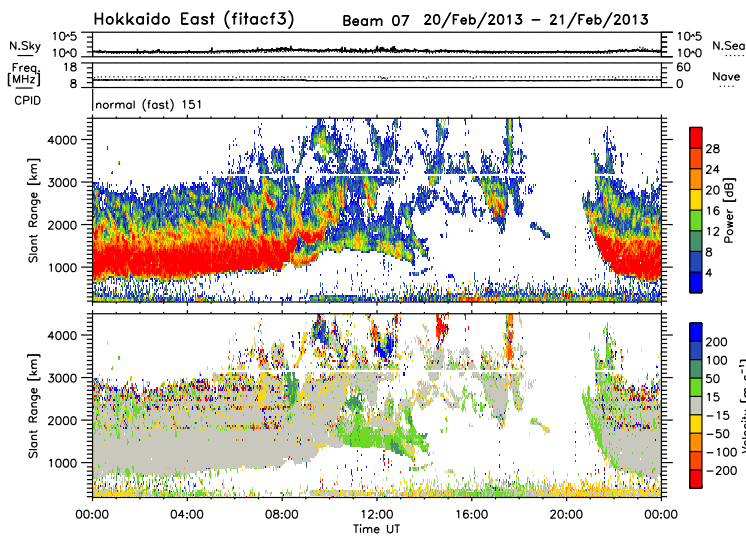 Hokkaido East (fitacf3) Beam 07 20/Feb/2013 - 21/Feb/2013
N.Sky 10^5 10^0 10^5 10^0 N.Sea
Freq. [MHz] 18 8 60 0 Nave
CPID normal (fast) 151
Slant Range [km] 4000 3000 2000 1000
28 24 20 16 12 8 4 Power [dB]
Slant Range [km] 4000 3000 2000 1000
200 100 50 15 -15 -50 -100 -200 Velocity [m s^-1]
00:00 04:00 08:00 12:00 16:00 20:00 00:00
Time UT